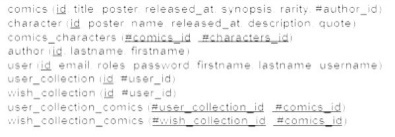 comics (id title poster released_at synopsis rarity #author_id)
character (id poster name released_at description quote)
comics_characters (#comics_id #characters_id)
author (id lastname firstname)
user (id email roles password firstname lastname username)
user_collection (id #user_id)
wish_collection (id #user_id)
user_collection_comics (#user_collection_id #comics_id)
wish_collection_comics (#wish_collection_id #comics_id)